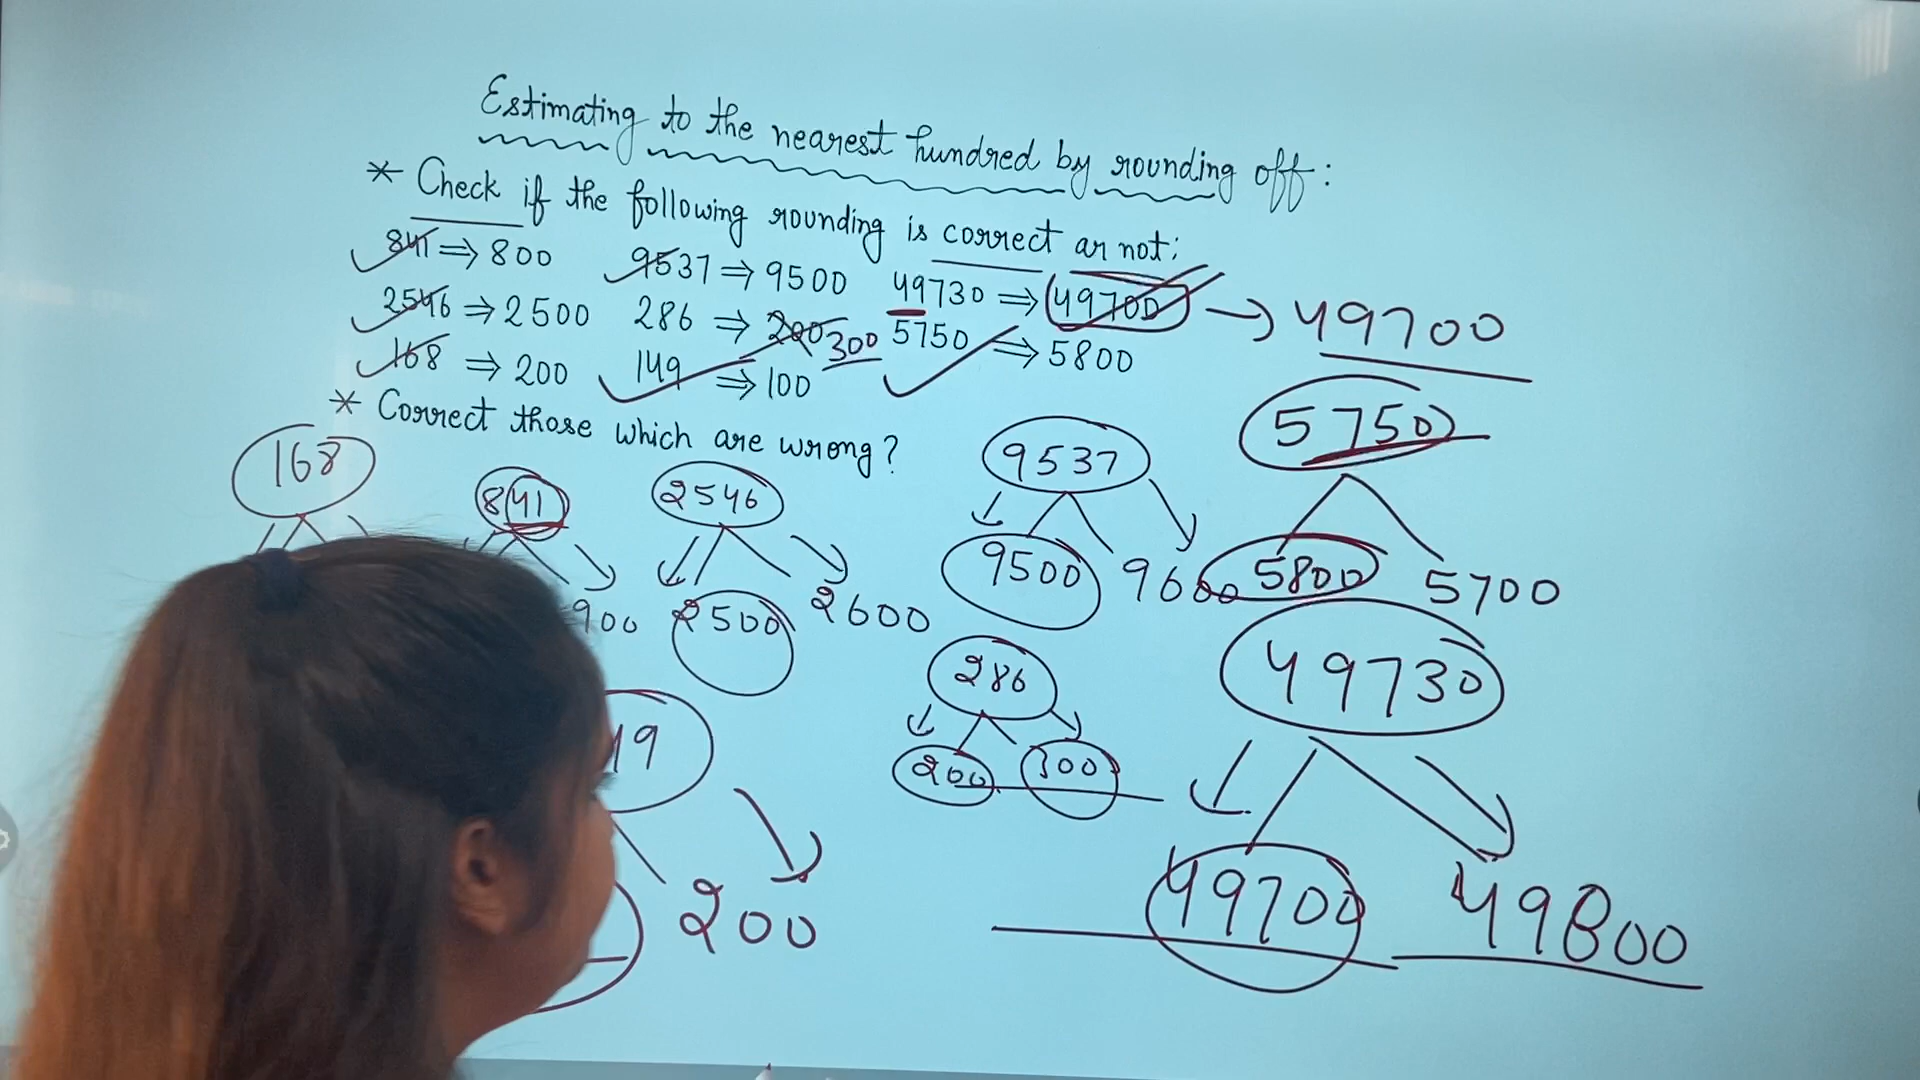 Estimating to the nearest hundred by rounding off:
* Check if the following rounding is correct or not:
841 ⇒ 800 9537 ⇒ 9500 49730 ⇒ 49700 → 49700
2546 ⇒ 2500 286 ⇒ 200 300 5750 ⇒ 5800
168 ⇒ 200 149 ⇒ 100
* Correct those which are wrong?
168 841 2546 9537 5750
900 2500 2600 9500 9600 5800 5700
286 49730
200 300
200 49700 49800